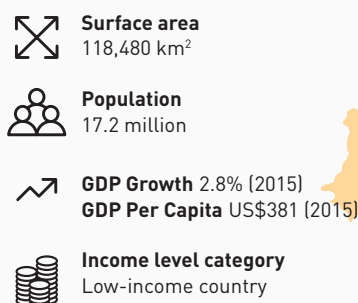 Surface area
118,480 km²
Population
17.2 million
GDP Growth 2.8% (2015)
GDP Per Capita US$381 (2015)
Income level category
Low-income country